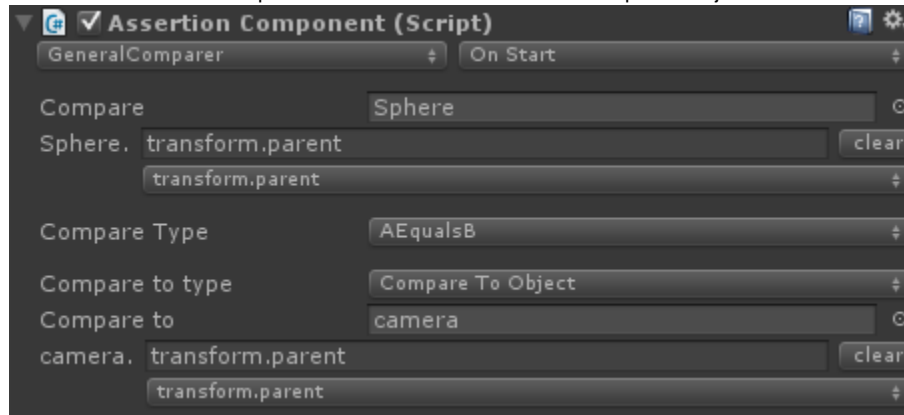 Assertion Component (Script)
GeneralComparer On Start
Compare Sphere
Sphere. transform.parent clear
transform.parent
Compare Type AEqualsB
Compare to type Compare To Object
Compare to camera
camera. transform.parent clear
transform.parent